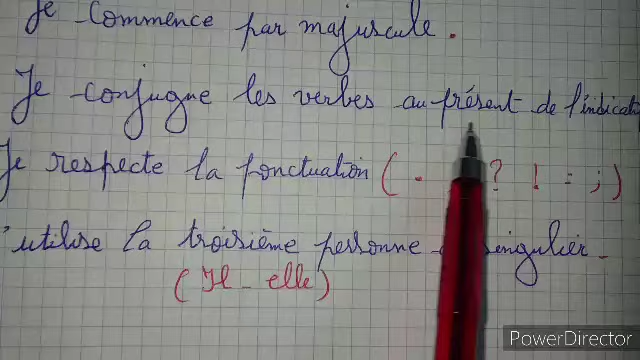 Je commence par majuscule.
Je conjugue les verbes au présent de l'indicatif
Je respecte la ponctuation ( . ? ! : ; )
J'utilise la troisième personne singulier.
( Il - elle )
PowerDirector